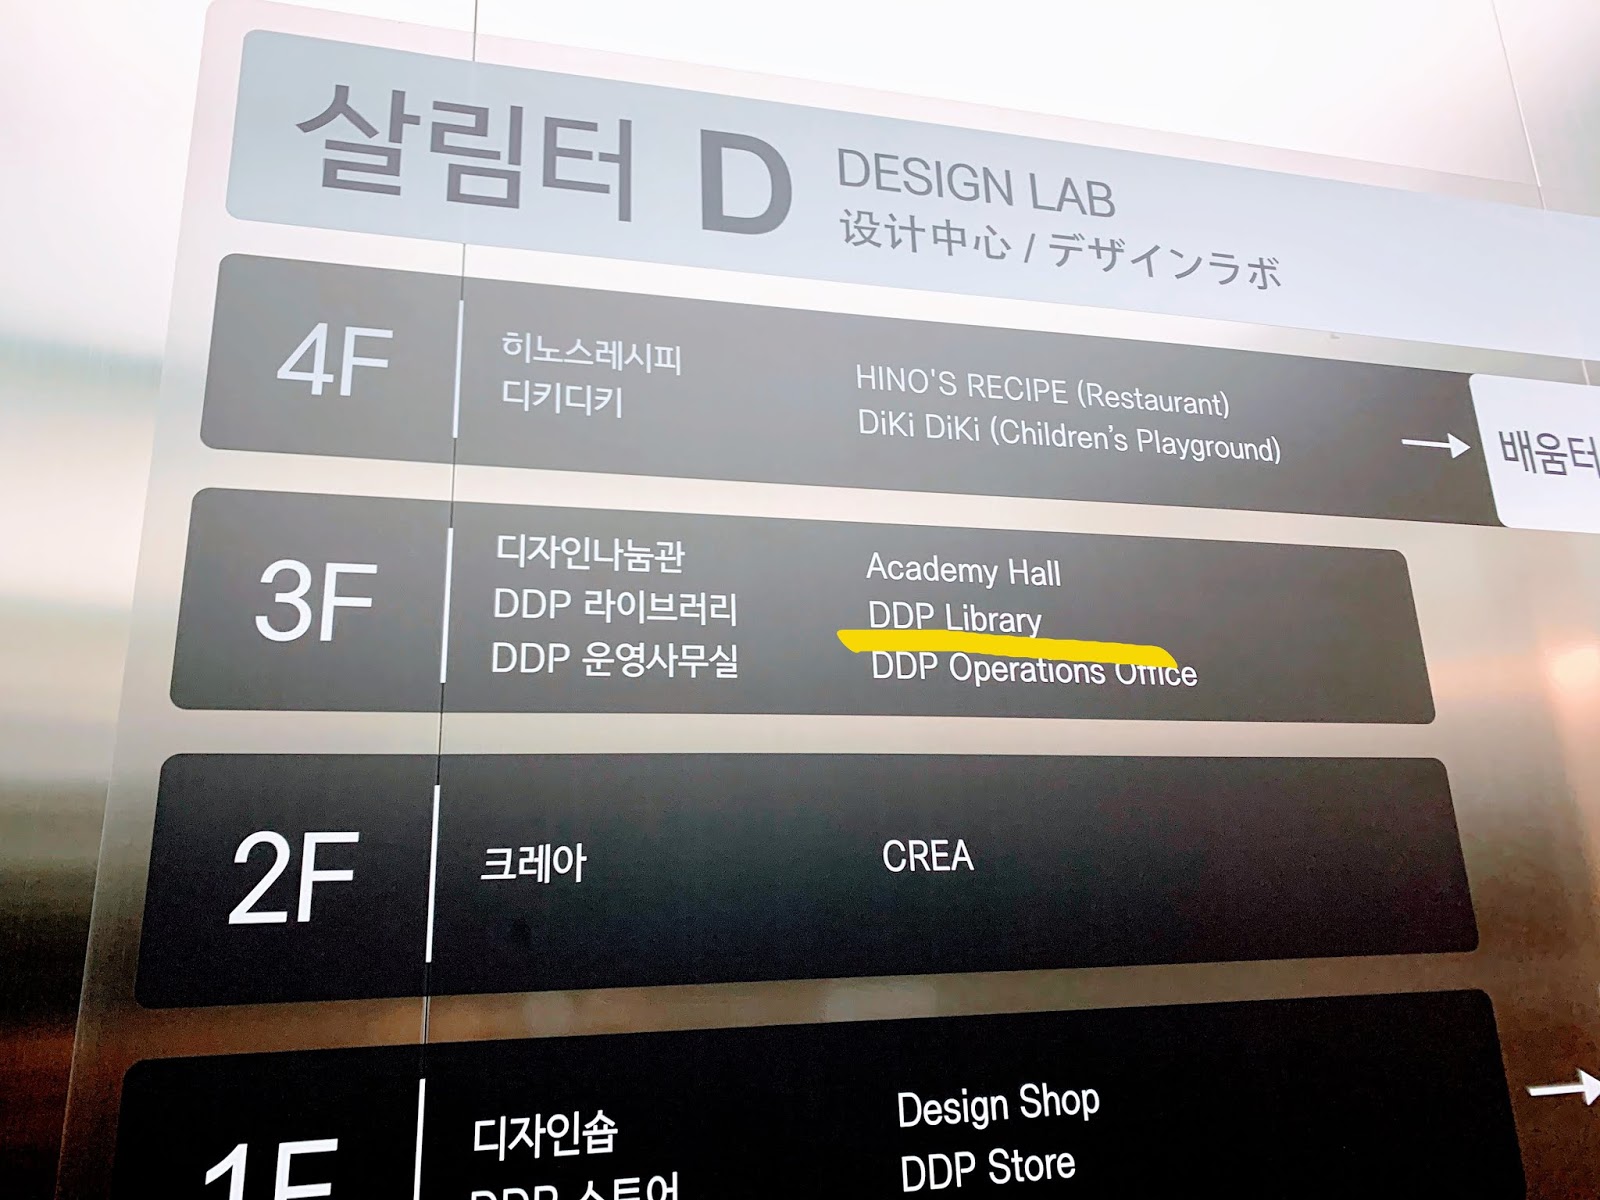 살림터 D DESIGN LAB
设计中心 / デザインラボ
4F
히노스레시피 HINO'S RECIPE (Restaurant)
디키디키 DiKi DiKi (Children's Playground)
→ 배움터
3F
디자인나눔관 Academy Hall
DDP 라이브러리 DDP Library
DDP 운영사무실 DDP Operations Office
2F
크레아 CREA
1F
디자인숍 Design Shop
DDP 스토어 DDP Store
→